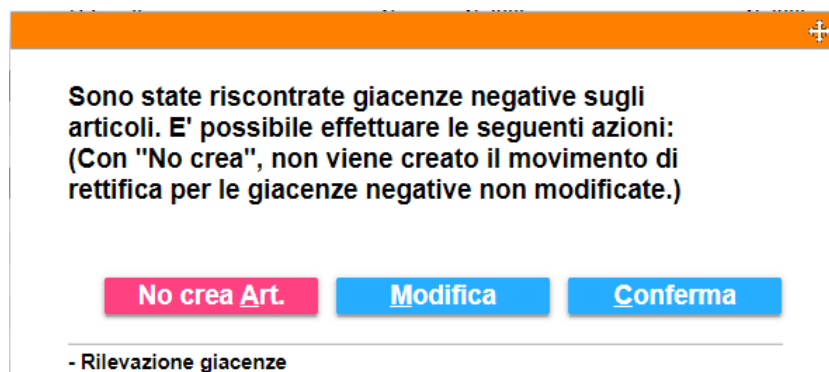 Sono state riscontrate giacenze negative sugli
articoli. E' possibile effettuare le seguenti azioni:
(Con "No crea", non viene creato il movimento di
rettifica per le giacenze negative non modificate.)
No crea Art.
Modifica
Conferma
- Rilevazione giacenze